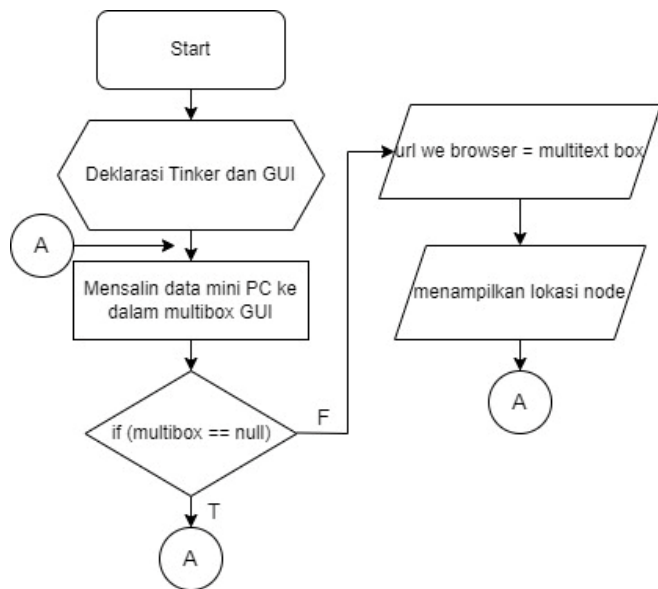 Start
Deklarasi Tinker dan GUI
A
Mensalin data mini PC ke
dalam multibox GUI
if (multibox == null)
F
T
A
url we browser = multitext box
menampilkan lokasi node
A